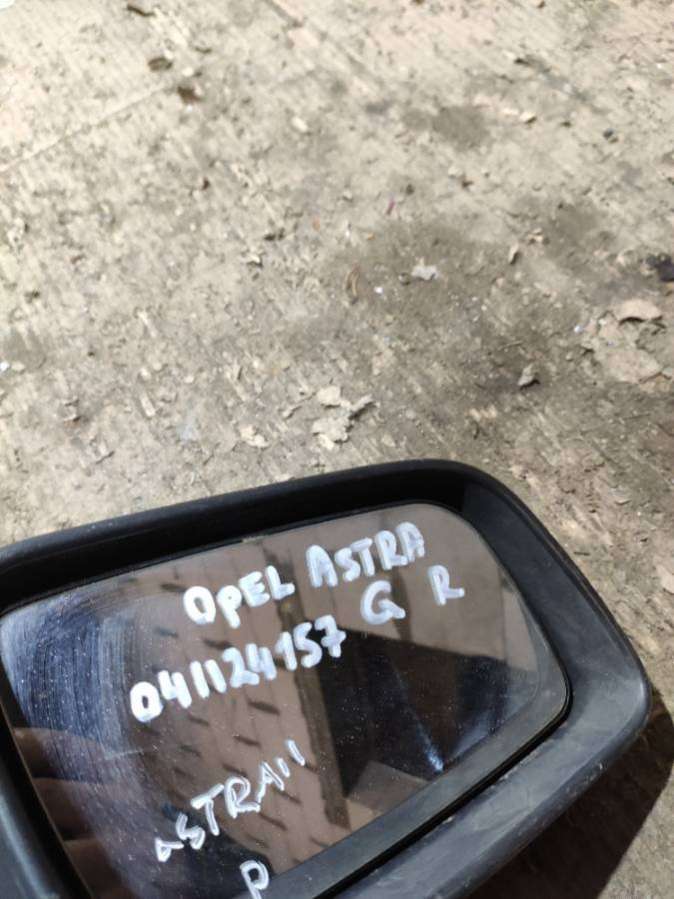 OPEL ASTRA
G R
041124157
ASTRA II
P